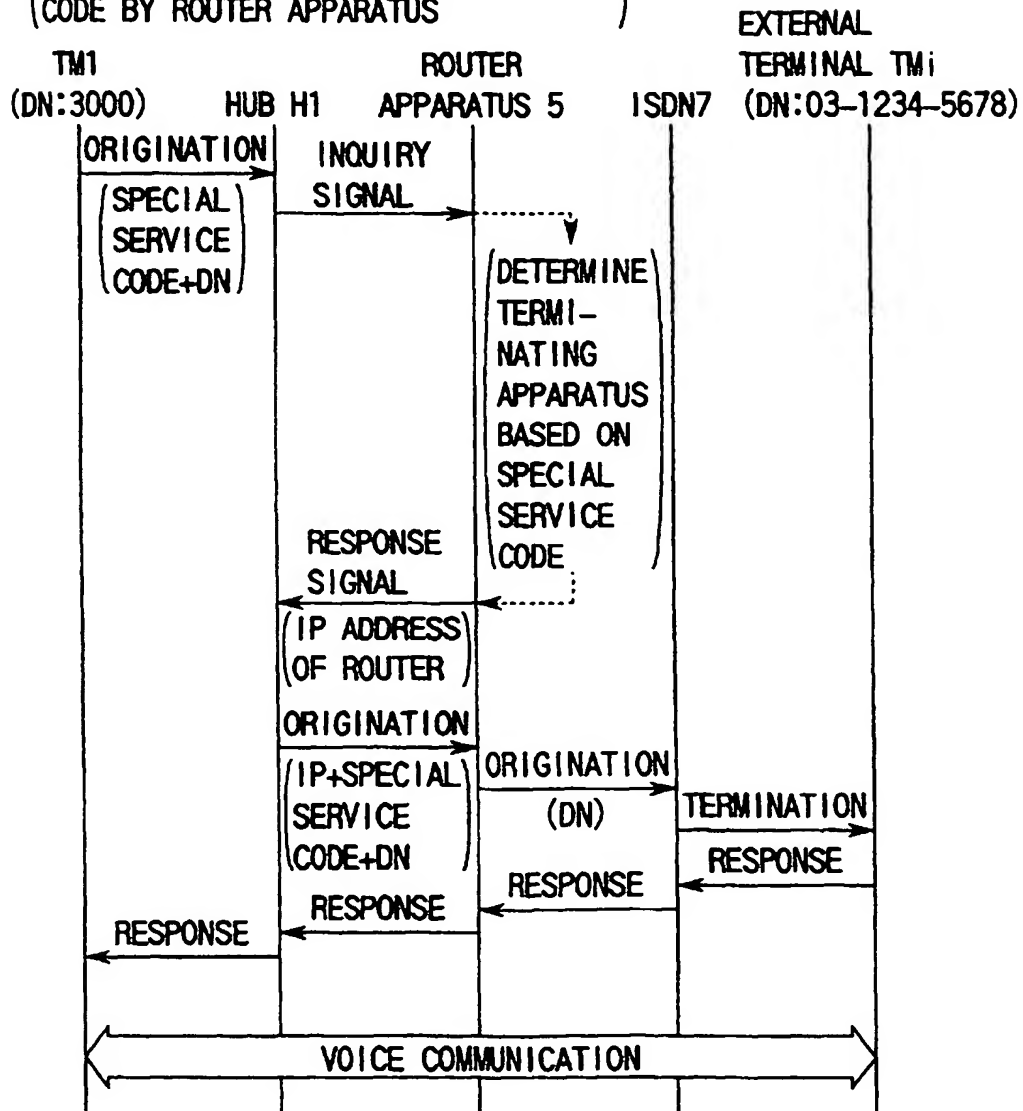 (CODE BY ROUTER APPARATUS )
EXTERNAL
TM1 ROUTER TERMINAL TMi
(DN:3000) HUB H1 APPARATUS 5 ISDN7 (DN:03-1234-5678)
ORIGINATION
(SPECIAL
SERVICE
CODE+DN)
INQUIRY
SIGNAL
(DETERMINE
TERMI-
NATING
APPARATUS
BASED ON
SPECIAL
SERVICE
CODE)
RESPONSE
SIGNAL
(IP ADDRESS
OF ROUTER)
ORIGINATION
(IP+SPECIAL
SERVICE
CODE+DN)
ORIGINATION
(DN)
TERMINATION
RESPONSE
RESPONSE
RESPONSE
RESPONSE
VOICE COMMUNICATION